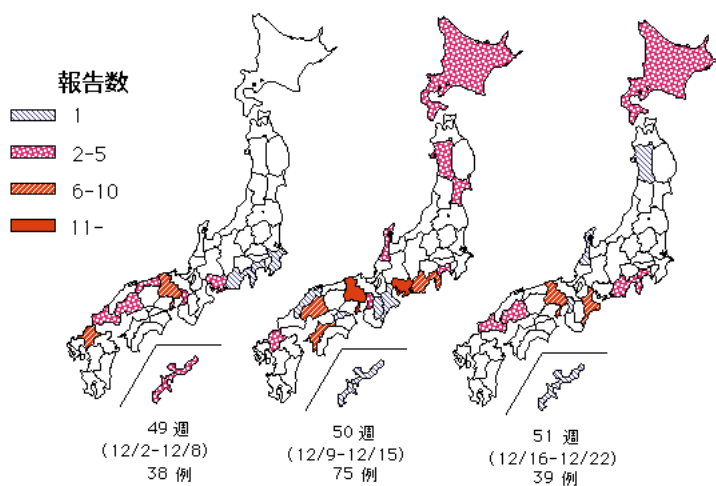 報告数
1
2-5
6-10
11-
49 週
(12/2-12/8)
38 例
50 週
(12/9-12/15)
75 例
51 週
(12/16-12/22)
39 例